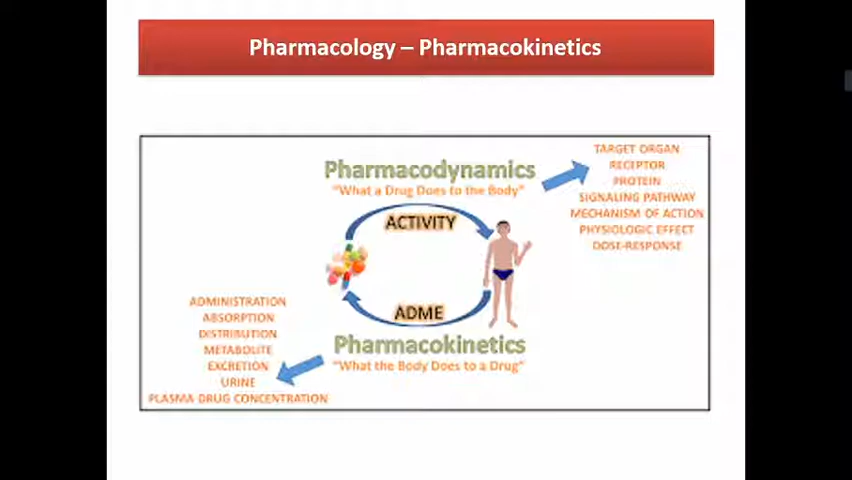 Pharmacology – Pharmacokinetics
Pharmacodynamics
"What a Drug Does to the Body"
ACTIVITY
TARGET ORGAN
RECEPTOR
PROTEIN
SIGNALING PATHWAY
MECHANISM OF ACTION
PHYSIOLOGIC EFFECT
DOSE-RESPONSE
ADME
Pharmacokinetics
"What the Body Does to a Drug"
ADMINISTRATION
ABSORPTION
DISTRIBUTION
METABOLITE
EXCRETION
URINE
PLASMA DRUG CONCENTRATION